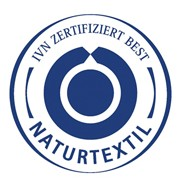 IVN ZERTIFIZIERT BEST
NATURTEXTIL